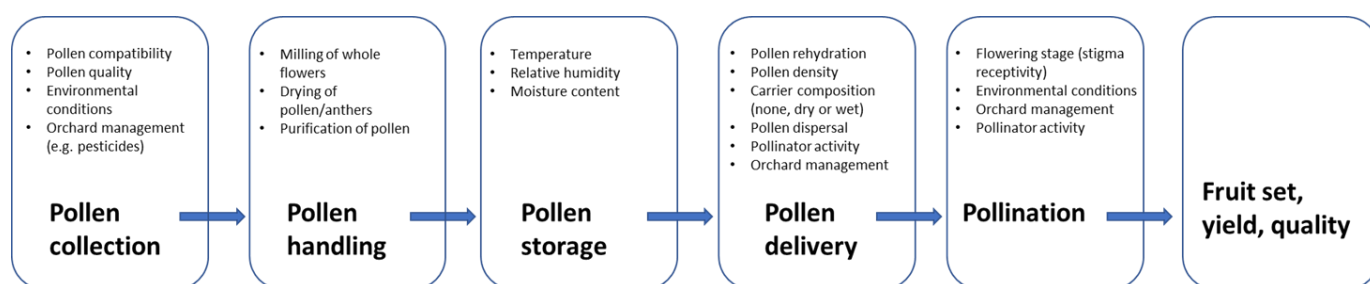 • Pollen compatibility
• Pollen quality
• Environmental
conditions
• Orchard management
(e.g. pesticides)
Pollen
collection
• Milling of whole
flowers
• Drying of
pollen/anthers
• Purification of pollen
Pollen
handling
• Temperature
• Relative humidity
• Moisture content
Pollen
storage
• Pollen rehydration
• Pollen density
• Carrier composition
(none, dry or wet)
• Pollen dispersal
• Pollinator activity
• Orchard management
Pollen
delivery
• Flowering stage (stigma
receptivity)
• Environmental conditions
• Orchard management
• Pollinator activity
Pollination
Fruit set,
yield, quality